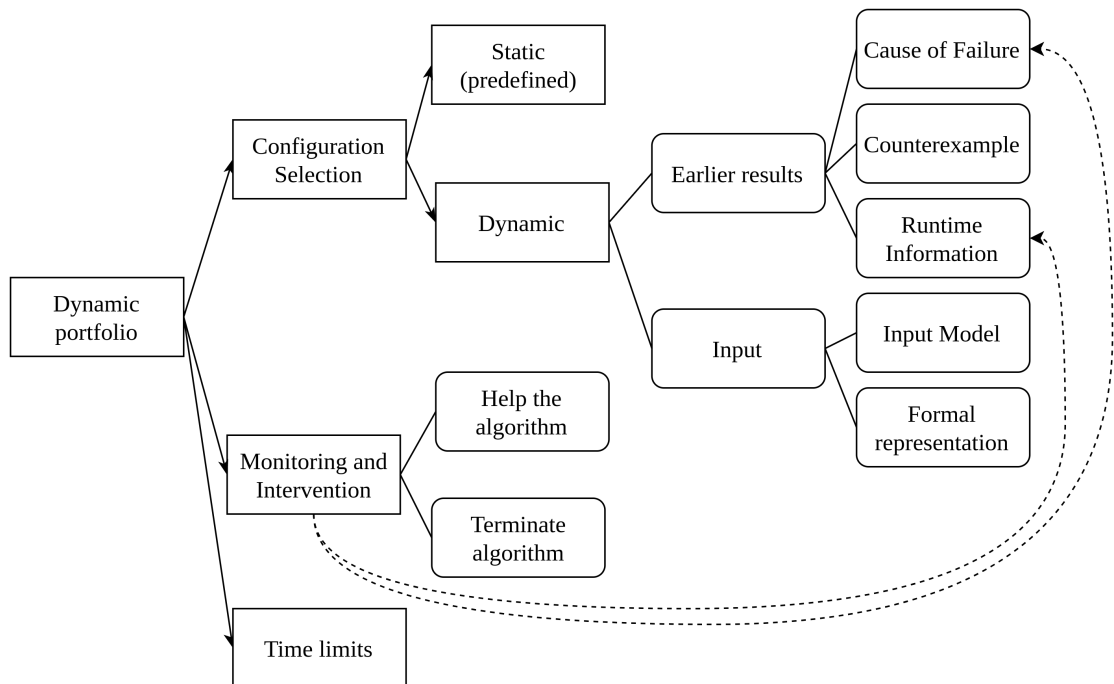 Dynamic
portfolio
Configuration
Selection
Static
(predefined)
Dynamic
Earlier results
Cause of Failure
Counterexample
Runtime
Information
Input
Input Model
Formal
representation
Monitoring and
Intervention
Help the
algorithm
Terminate
algorithm
Time limits